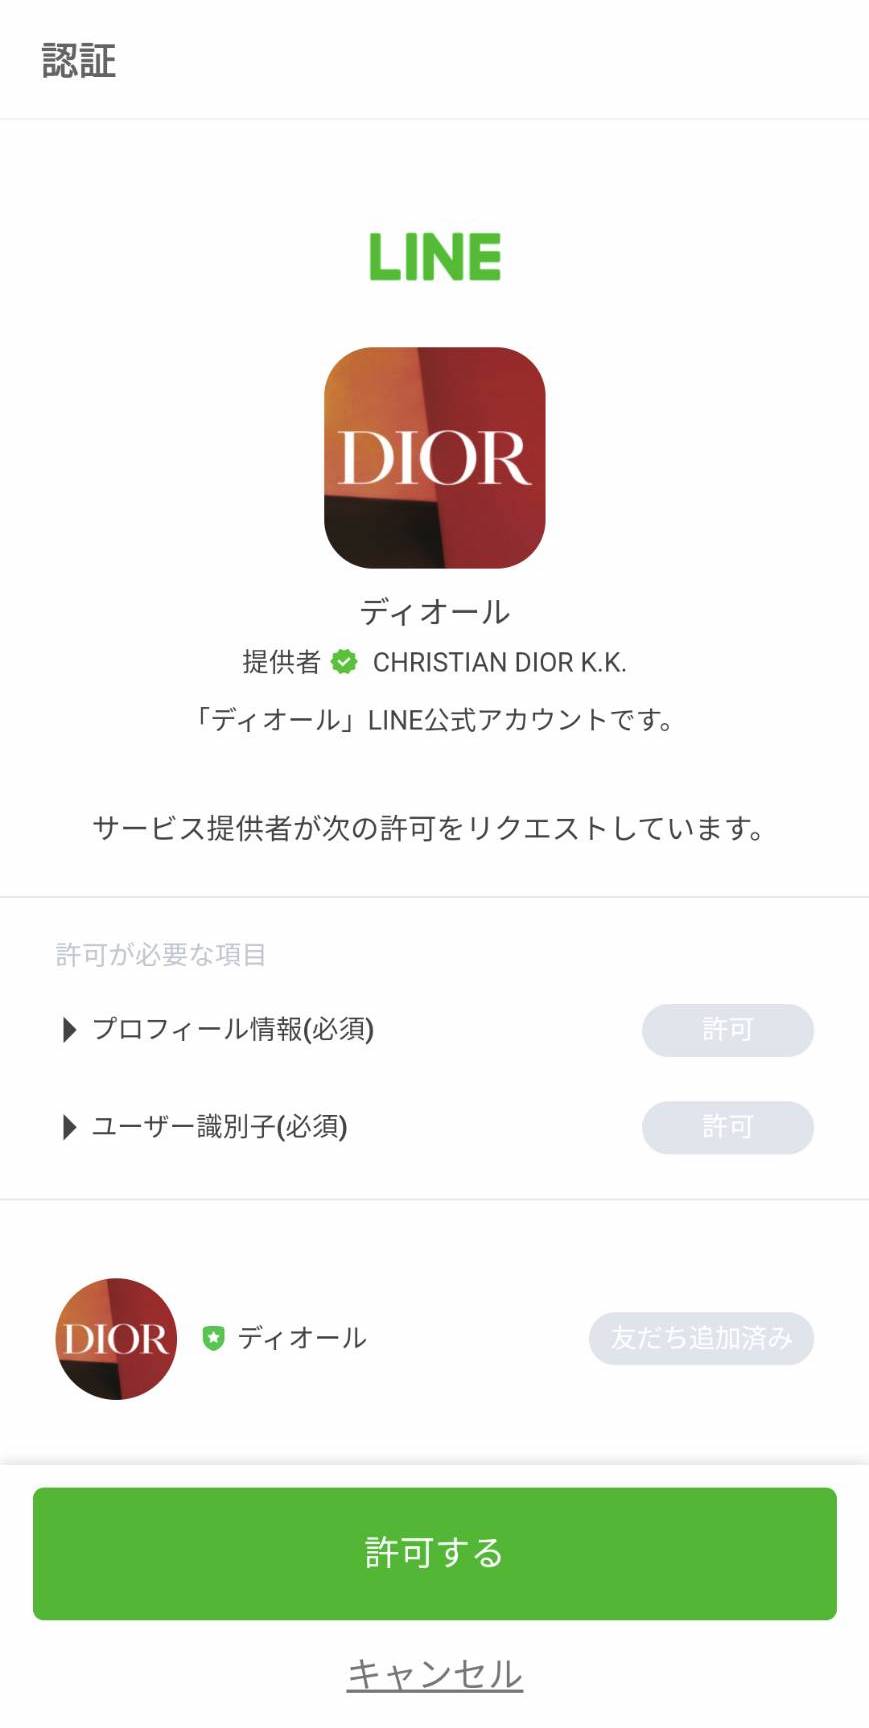 認証
LINE
DIOR
ディオール
提供者 CHRISTIAN DIOR K.K.
「ディオール」LINE公式アカウントです。
サービス提供者が次の許可をリクエストしています。
許可が必要な項目
プロフィール情報(必須) 許可
ユーザー識別子(必須) 許可
DIOR ディオール 友だち追加済み
許可する
キャンセル